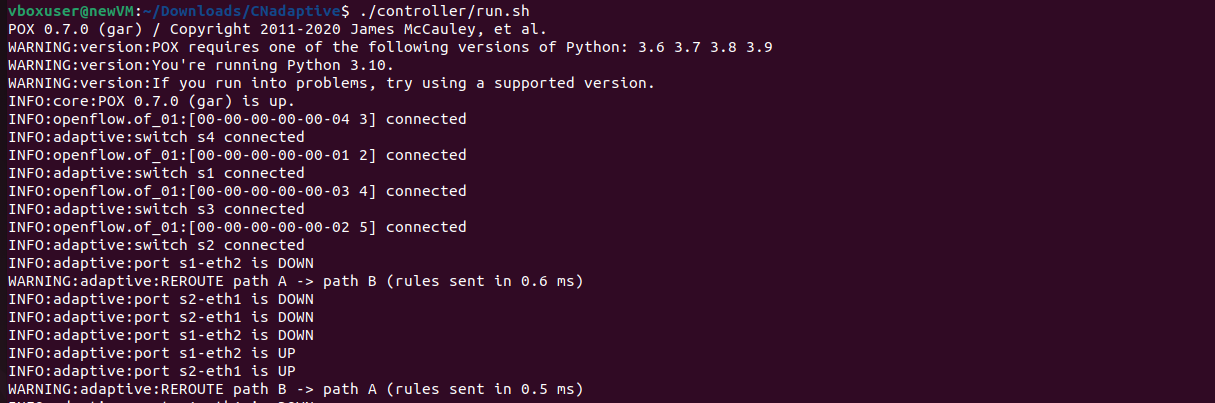 vboxuser@newVM:~/Downloads/CNadaptive$ ./controller/run.sh
POX 0.7.0 (gar) / Copyright 2011-2020 James McCauley, et al.
WARNING:version:POX requires one of the following versions of Python: 3.6 3.7 3.8 3.9
WARNING:version:You're running Python 3.10.
WARNING:version:If you run into problems, try using a supported version.
INFO:core:POX 0.7.0 (gar) is up.
INFO:openflow.of_01:[00-00-00-00-00-04 3] connected
INFO:adaptive:switch s4 connected
INFO:openflow.of_01:[00-00-00-00-00-01 2] connected
INFO:adaptive:switch s1 connected
INFO:openflow.of_01:[00-00-00-00-00-03 4] connected
INFO:adaptive:switch s3 connected
INFO:openflow.of_01:[00-00-00-00-00-02 5] connected
INFO:adaptive:switch s2 connected
INFO:adaptive:port s1-eth2 is DOWN
WARNING:adaptive:REROUTE path A -> path B (rules sent in 0.6 ms)
INFO:adaptive:port s2-eth1 is DOWN
INFO:adaptive:port s2-eth1 is DOWN
INFO:adaptive:port s1-eth2 is DOWN
INFO:adaptive:port s1-eth2 is UP
INFO:adaptive:port s2-eth1 is UP
WARNING:adaptive:REROUTE path B -> path A (rules sent in 0.5 ms)